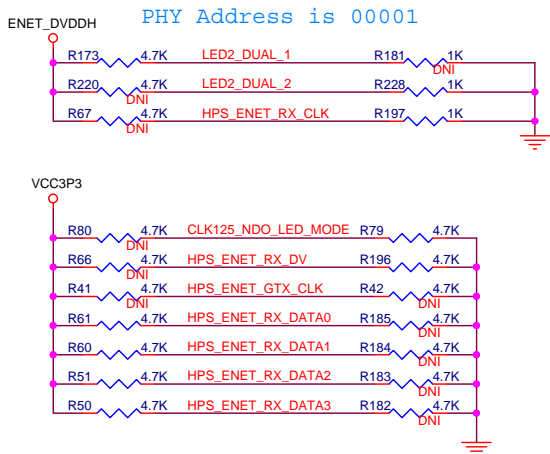 PHY Address is 00001
ENET_DVDDH
R173 4.7K LED2_DUAL_1 R181 1K
DNI
R220 4.7K LED2_DUAL_2 R228 1K
DNI
R67 4.7K HPS_ENET_RX_CLK R197 1K
DNI
VCC3P3
R80 4.7K CLK125_NDO_LED_MODE R79 4.7K
DNI
R66 4.7K HPS_ENET_RX_DV R196 4.7K
DNI
R41 4.7K HPS_ENET_GTX_CLK R42 4.7K
DNI DNI
R61 4.7K HPS_ENET_RX_DATA0 R185 4.7K
DNI
R60 4.7K HPS_ENET_RX_DATA1 R184 4.7K
DNI
R51 4.7K HPS_ENET_RX_DATA2 R183 4.7K
DNI
R50 4.7K HPS_ENET_RX_DATA3 R182 4.7K
DNI